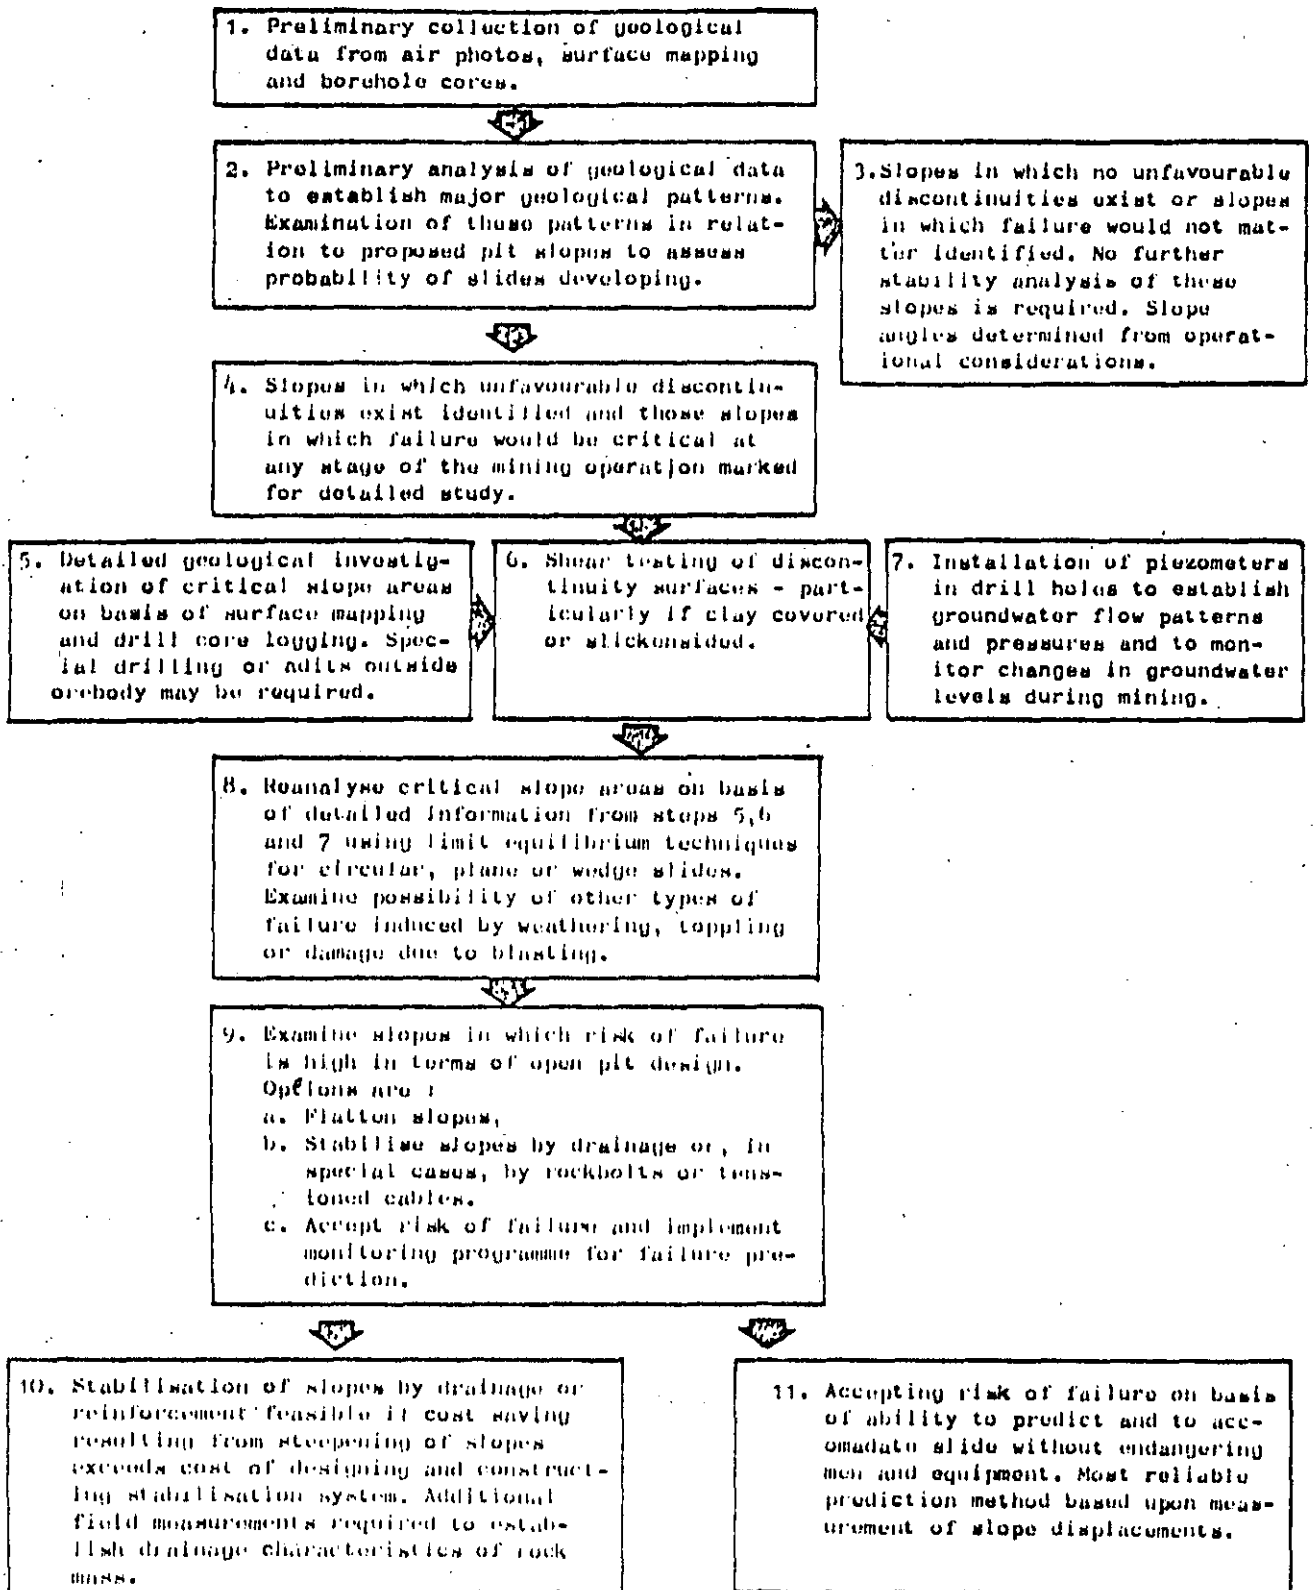 1. Preliminary collection of geological
data from air photos, surface mapping
and borehole cores.
2. Preliminary analysis of geological data
to establish major geological patterns.
Examination of these patterns in relat-
ion to proposed pit slopes to assess
probability of slides developing.
3.Slopes in which no unfavourable
discontinuities exist or slopes
in which failure would not mat-
ter identified. No further
stability analysis of these
slopes is required. Slope
angles determined from operat-
ional considerations.
4. Slopes in which unfavourable discontin-
uities exist identified and those slopes
in which failure would be critical at
any stage of the mining operation marked
for detailed study.
5. Detailed geological investig-
ation of critical slope areas
on basis of surface mapping
and drill core logging. Spec-
ial drilling or adits outside
orebody may be required.
6. Shear testing of discon-
tinuity surfaces - part-
icularly if clay covered
or slickensided.
7. Installation of piezometers
in drill holes to establish
groundwater flow patterns
and pressures and to mon-
itor changes in groundwater
levels during mining.
8. Reanalyse critical slope areas on basis
of detailed information from steps 5,6
and 7 using limit equilibrium techniques
for circular, plane or wedge slides.
Examine possibility of other types of
failure induced by weathering, toppling
or damage due to blasting.
9. Examine slopes in which risk of failure
is high in terms of open pit design.
Options are :
a. Flatten slopes,
b. Stabilise slopes by drainage or, in
special cases, by rockbolts or tens-
ioned cables.
c. Accept risk of failure and implement
monitoring programme for failure pre-
diction.
10. Stabilisation of slopes by drainage or
reinforcement feasible if cost saving
resulting from steepening of slopes
exceeds cost of designing and construct-
ing stabilisation system. Additional
field measurements required to estab-
lish drainage characteristics of rock
mass.
11. Accepting risk of failure on basis
of ability to predict and to acc-
omadate slide without endangering
men and equipment. Most reliable
prediction method based upon meas-
urement of slope displacements.